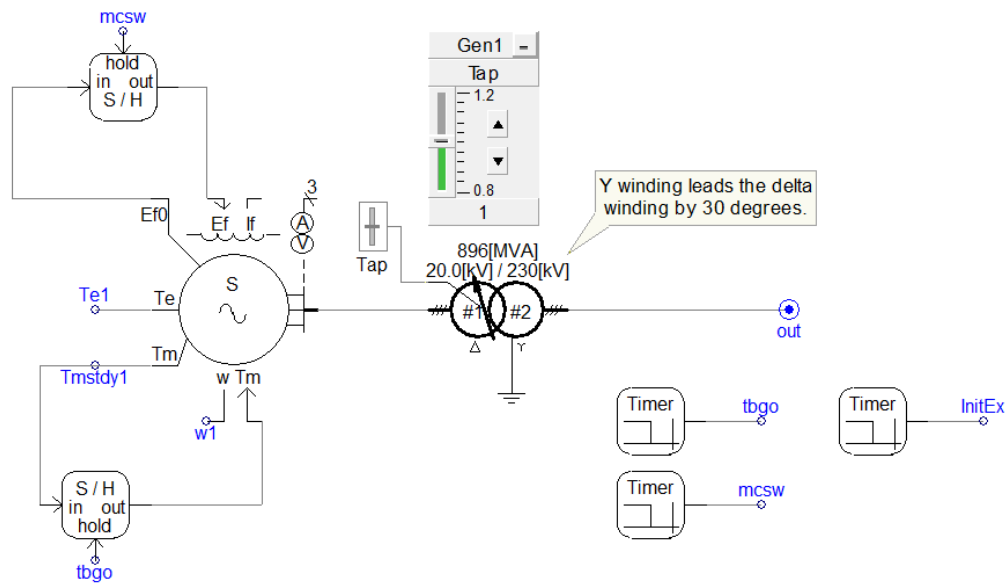 mcsw
hold
in out
S / H
Gen1
Tap
1.2
0.8
1
Y winding leads the delta
winding by 30 degrees.
3
Ef0
Ef If
A
V
Tap
896[MVA]
20.0[kV] / 230[kV]
S
Te1
Te
#1
#2
out
Tm
Tmstdy1
w Tm
w1
Timer
tbgo
Timer
InitEx
Timer
mcsw
S / H
in out
hold
tbgo